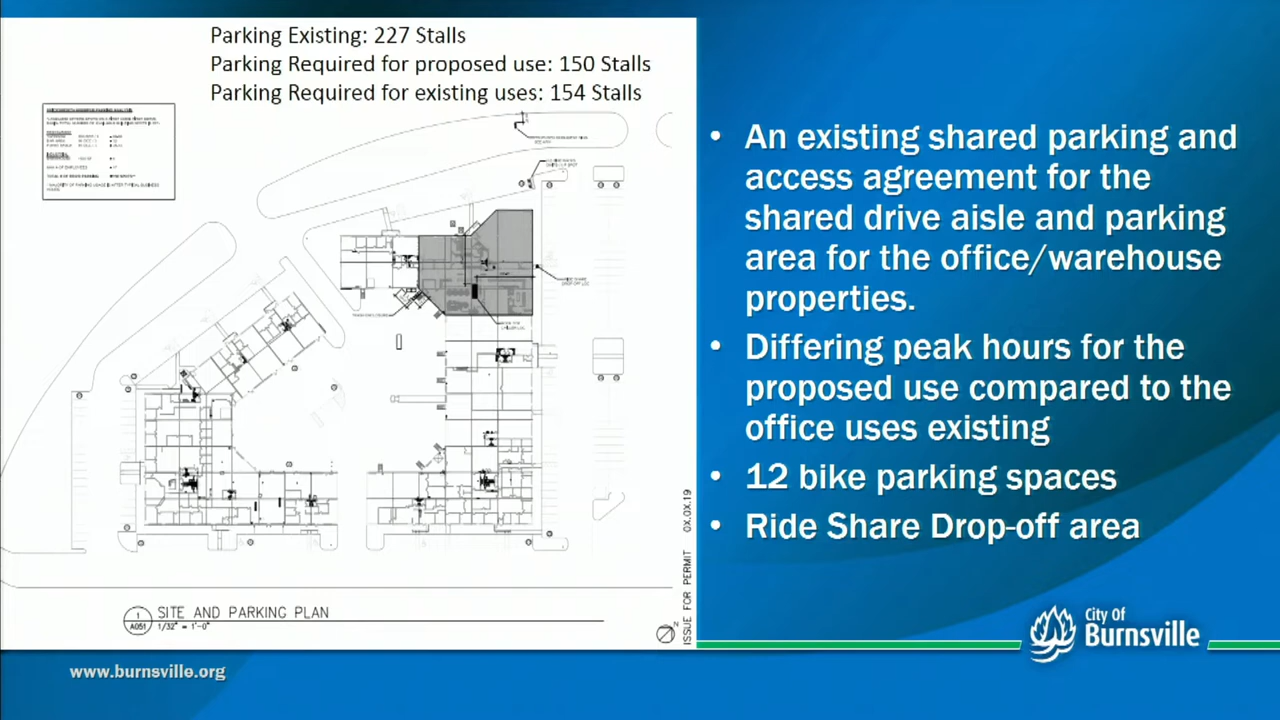 Parking Existing: 227 Stalls
Parking Required for proposed use: 150 Stalls
Parking Required for existing uses: 154 Stalls
SITE AND PARKING PLAN
1
A051
1/32" = 1'-0"
N
ISSUE FOR PERMIT 0X.0X.19
• An existing shared parking and
access agreement for the
shared drive aisle and parking
area for the office/warehouse
properties.
• Differing peak hours for the
proposed use compared to the
office uses existing
• 12 bike parking spaces
• Ride Share Drop-off area
City Of
Burnsville
www.burnsville.org